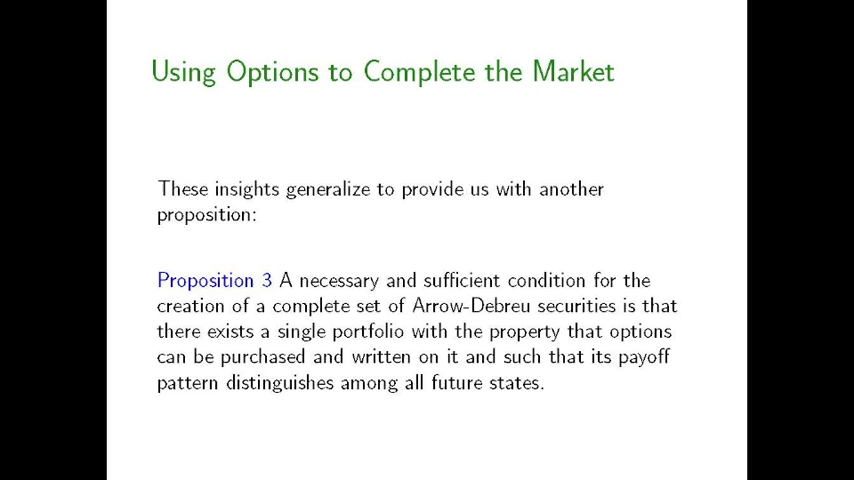 Using Options to Complete the Market
These insights generalize to provide us with another
proposition:
Proposition 3 A necessary and sufficient condition for the
creation of a complete set of Arrow-Debreu securities is that
there exists a single portfolio with the property that options
can be purchased and written on it and such that its payoff
pattern distinguishes among all future states.